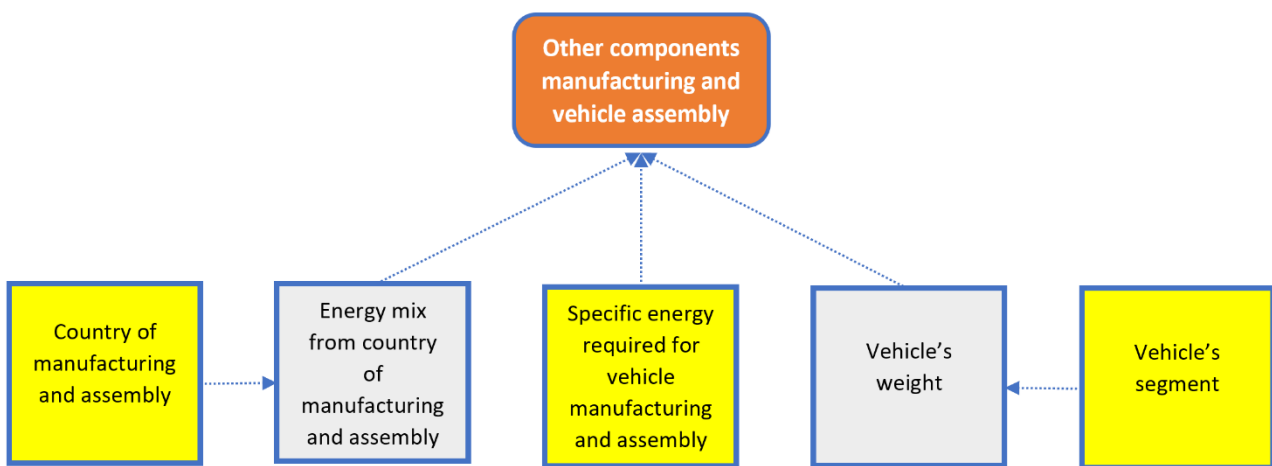 Other components
manufacturing and
vehicle assembly
Country of
manufacturing
and assembly
Energy mix
from country
of
manufacturing
and assembly
Specific energy
required for
vehicle
manufacturing
and assembly
Vehicle’s
weight
Vehicle’s
segment